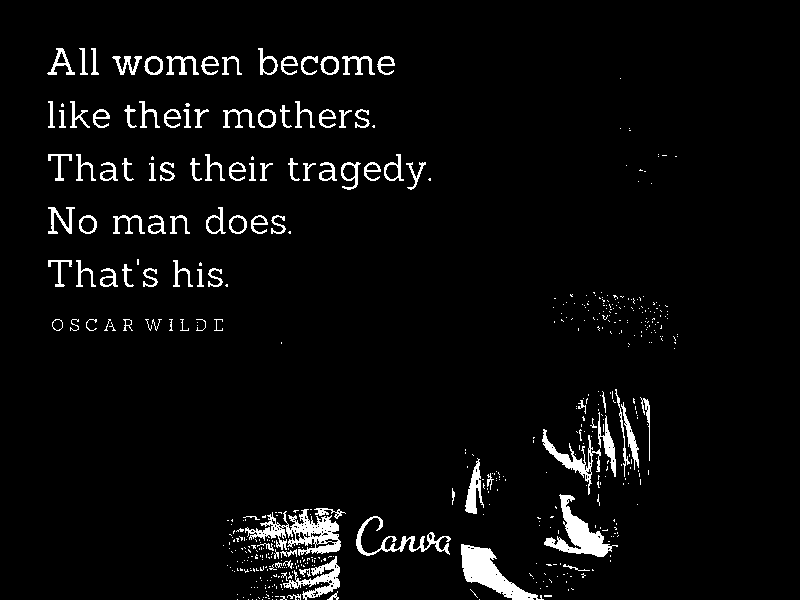 All women become
like their mothers.
That is their tragedy.
No man does.
That's his.
OSCAR WILDE
Canva